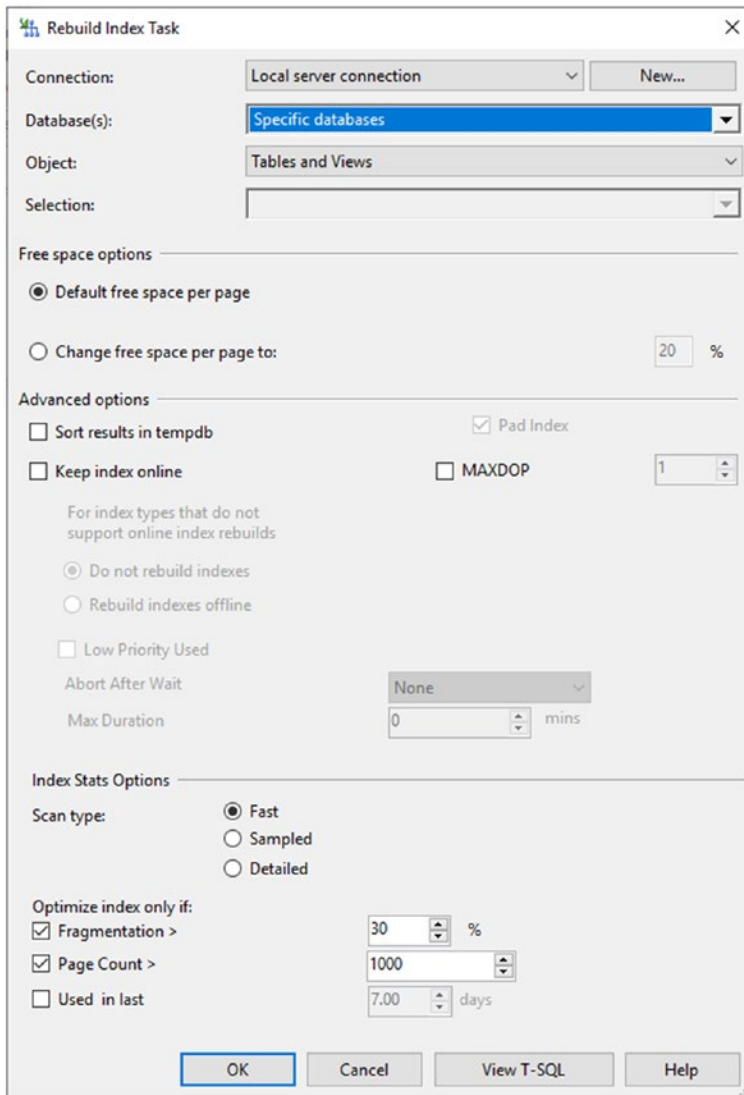 Rebuild Index Task
Connection: Local server connection New...
Database(s): Specific databases
Object: Tables and Views
Selection:
Free space options
Default free space per page
Change free space per page to: 20 %
Advanced options
Sort results in tempdb Pad Index
Keep index online MAXDOP 1
For index types that do not
support online index rebuilds
Do not rebuild indexes
Rebuild indexes offline
Low Priority Used
Abort After Wait None
Max Duration 0 mins
Index Stats Options
Scan type: Fast
Sampled
Detailed
Optimize index only if:
Fragmentation > 30 %
Page Count > 1000
Used in last 7.00 days
OK Cancel View T-SQL Help